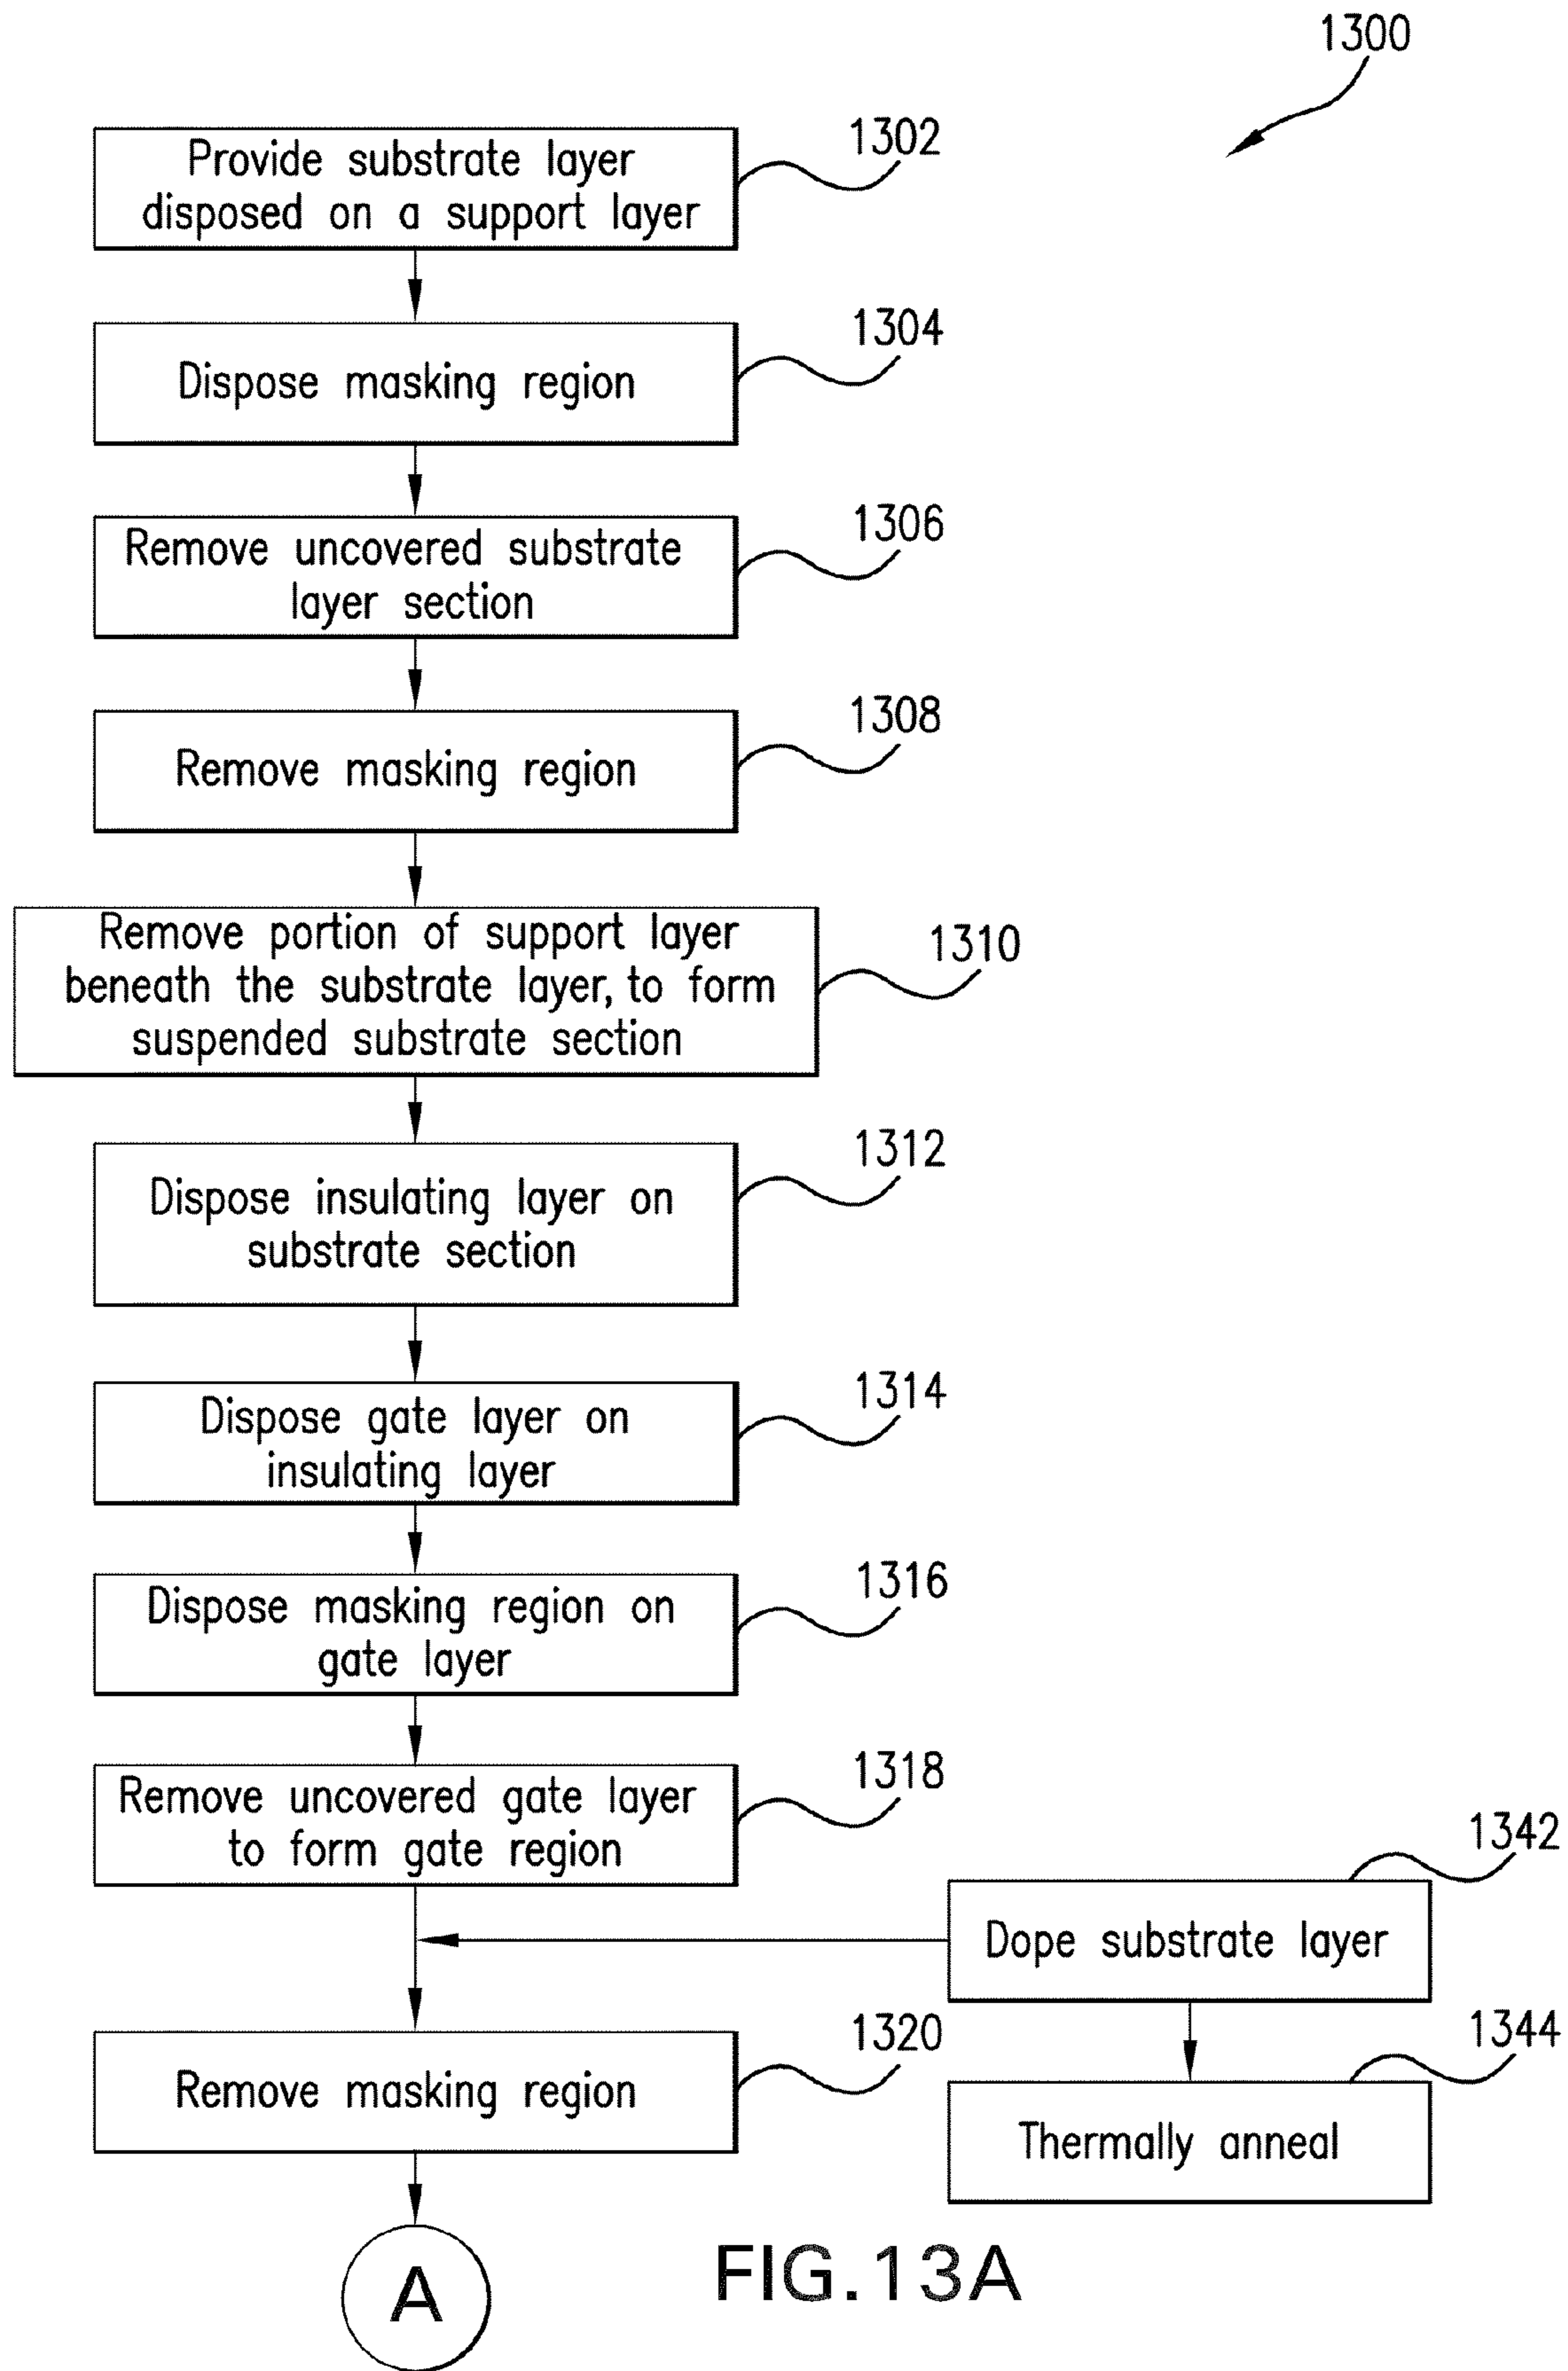 1300
Provide substrate layer
disposed on a support layer
1302
Dispose masking region
1304
Remove uncovered substrate
layer section
1306
Remove masking region
1308
Remove portion of support layer
beneath the substrate layer, to form
suspended substrate section
1310
Dispose insulating layer on
substrate section
1312
Dispose gate layer on
insulating layer
1314
Dispose masking region on
gate layer
1316
Remove uncovered gate layer
to form gate region
1318
Dope substrate layer
1342
Remove masking region
1320
Thermally anneal
1344
A
FIG.13A